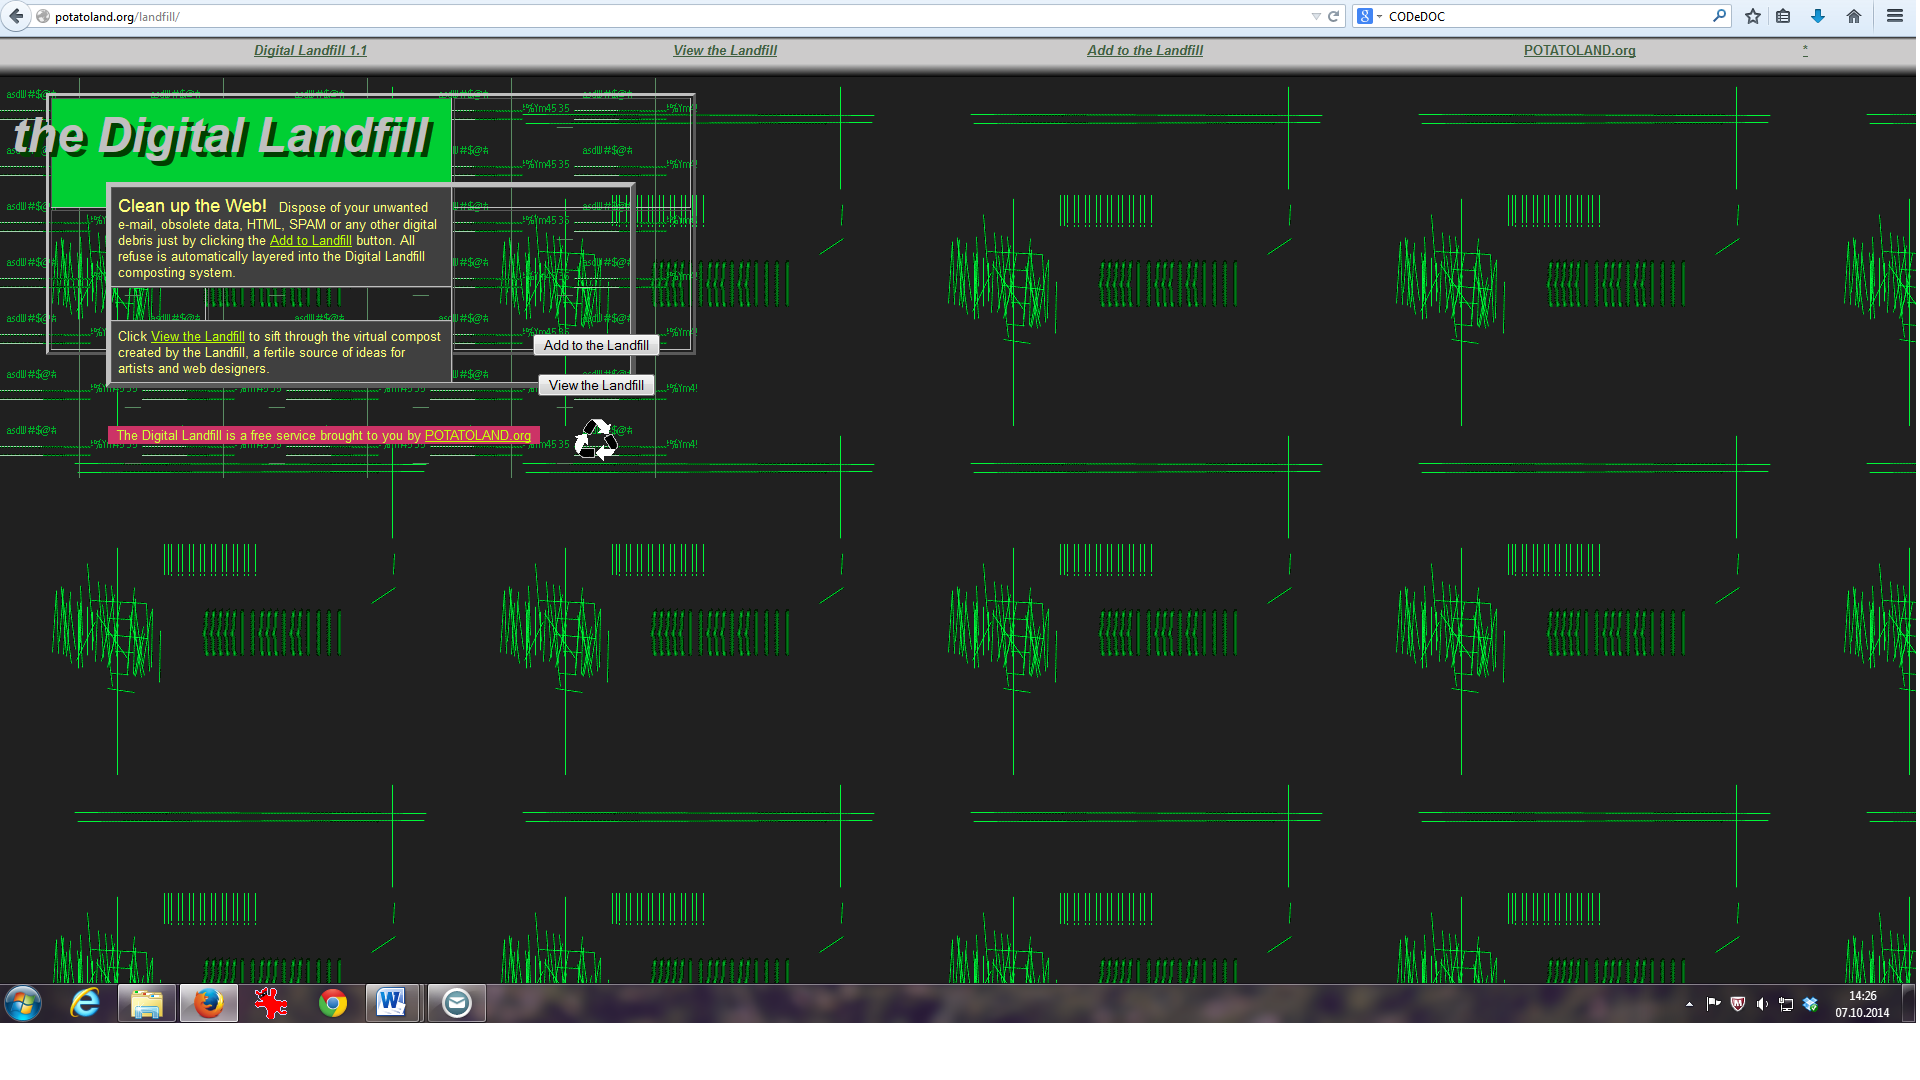 potatoland.org/landfill/
CODeDOC
Digital Landfill 1.1 View the Landfill Add to the Landfill POTATOLAND.org *
the Digital Landfill
Clean up the Web! Dispose of your unwanted
e-mail, obsolete data, HTML, SPAM or any other digital
debris just by clicking the Add to Landfill button. All
refuse is automatically layered into the Digital Landfill
composting system.
Click View the Landfill to sift through the virtual compost
created by the Landfill, a fertile source of ideas for
artists and web designers.
Add to the Landfill
View the Landfill
The Digital Landfill is a free service brought to you by POTATOLAND.org
14:26
07.10.2014